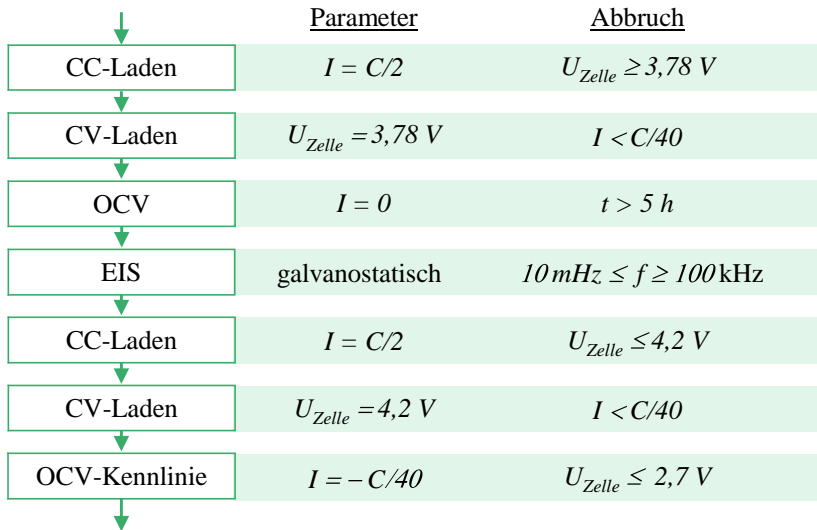 Parameter Abbruch
CC-Laden I = C/2 U_Zelle ≥ 3,78 V
CV-Laden U_Zelle = 3,78 V I < C/40
OCV I = 0 t > 5 h
EIS galvanostatisch 10 mHz ≤ f ≥ 100 kHz
CC-Laden I = C/2 U_Zelle ≤ 4,2 V
CV-Laden U_Zelle = 4,2 V I < C/40
OCV-Kennlinie I = − C/40 U_Zelle ≤ 2,7 V